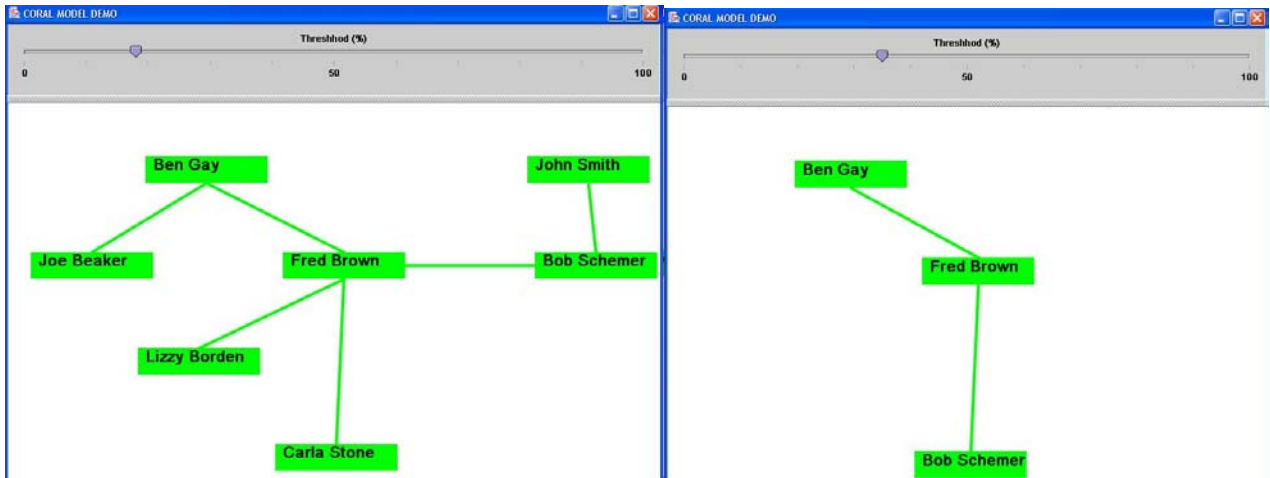 CORAL MODEL DEMO
Threshhod (%)
0 50 100
Ben Gay
John Smith
Joe Beaker
Fred Brown
Bob Schemer
Lizzy Borden
Carla Stone
CORAL MODEL DEMO
Threshhod (%)
0 50 100
Ben Gay
Fred Brown
Bob Schemer